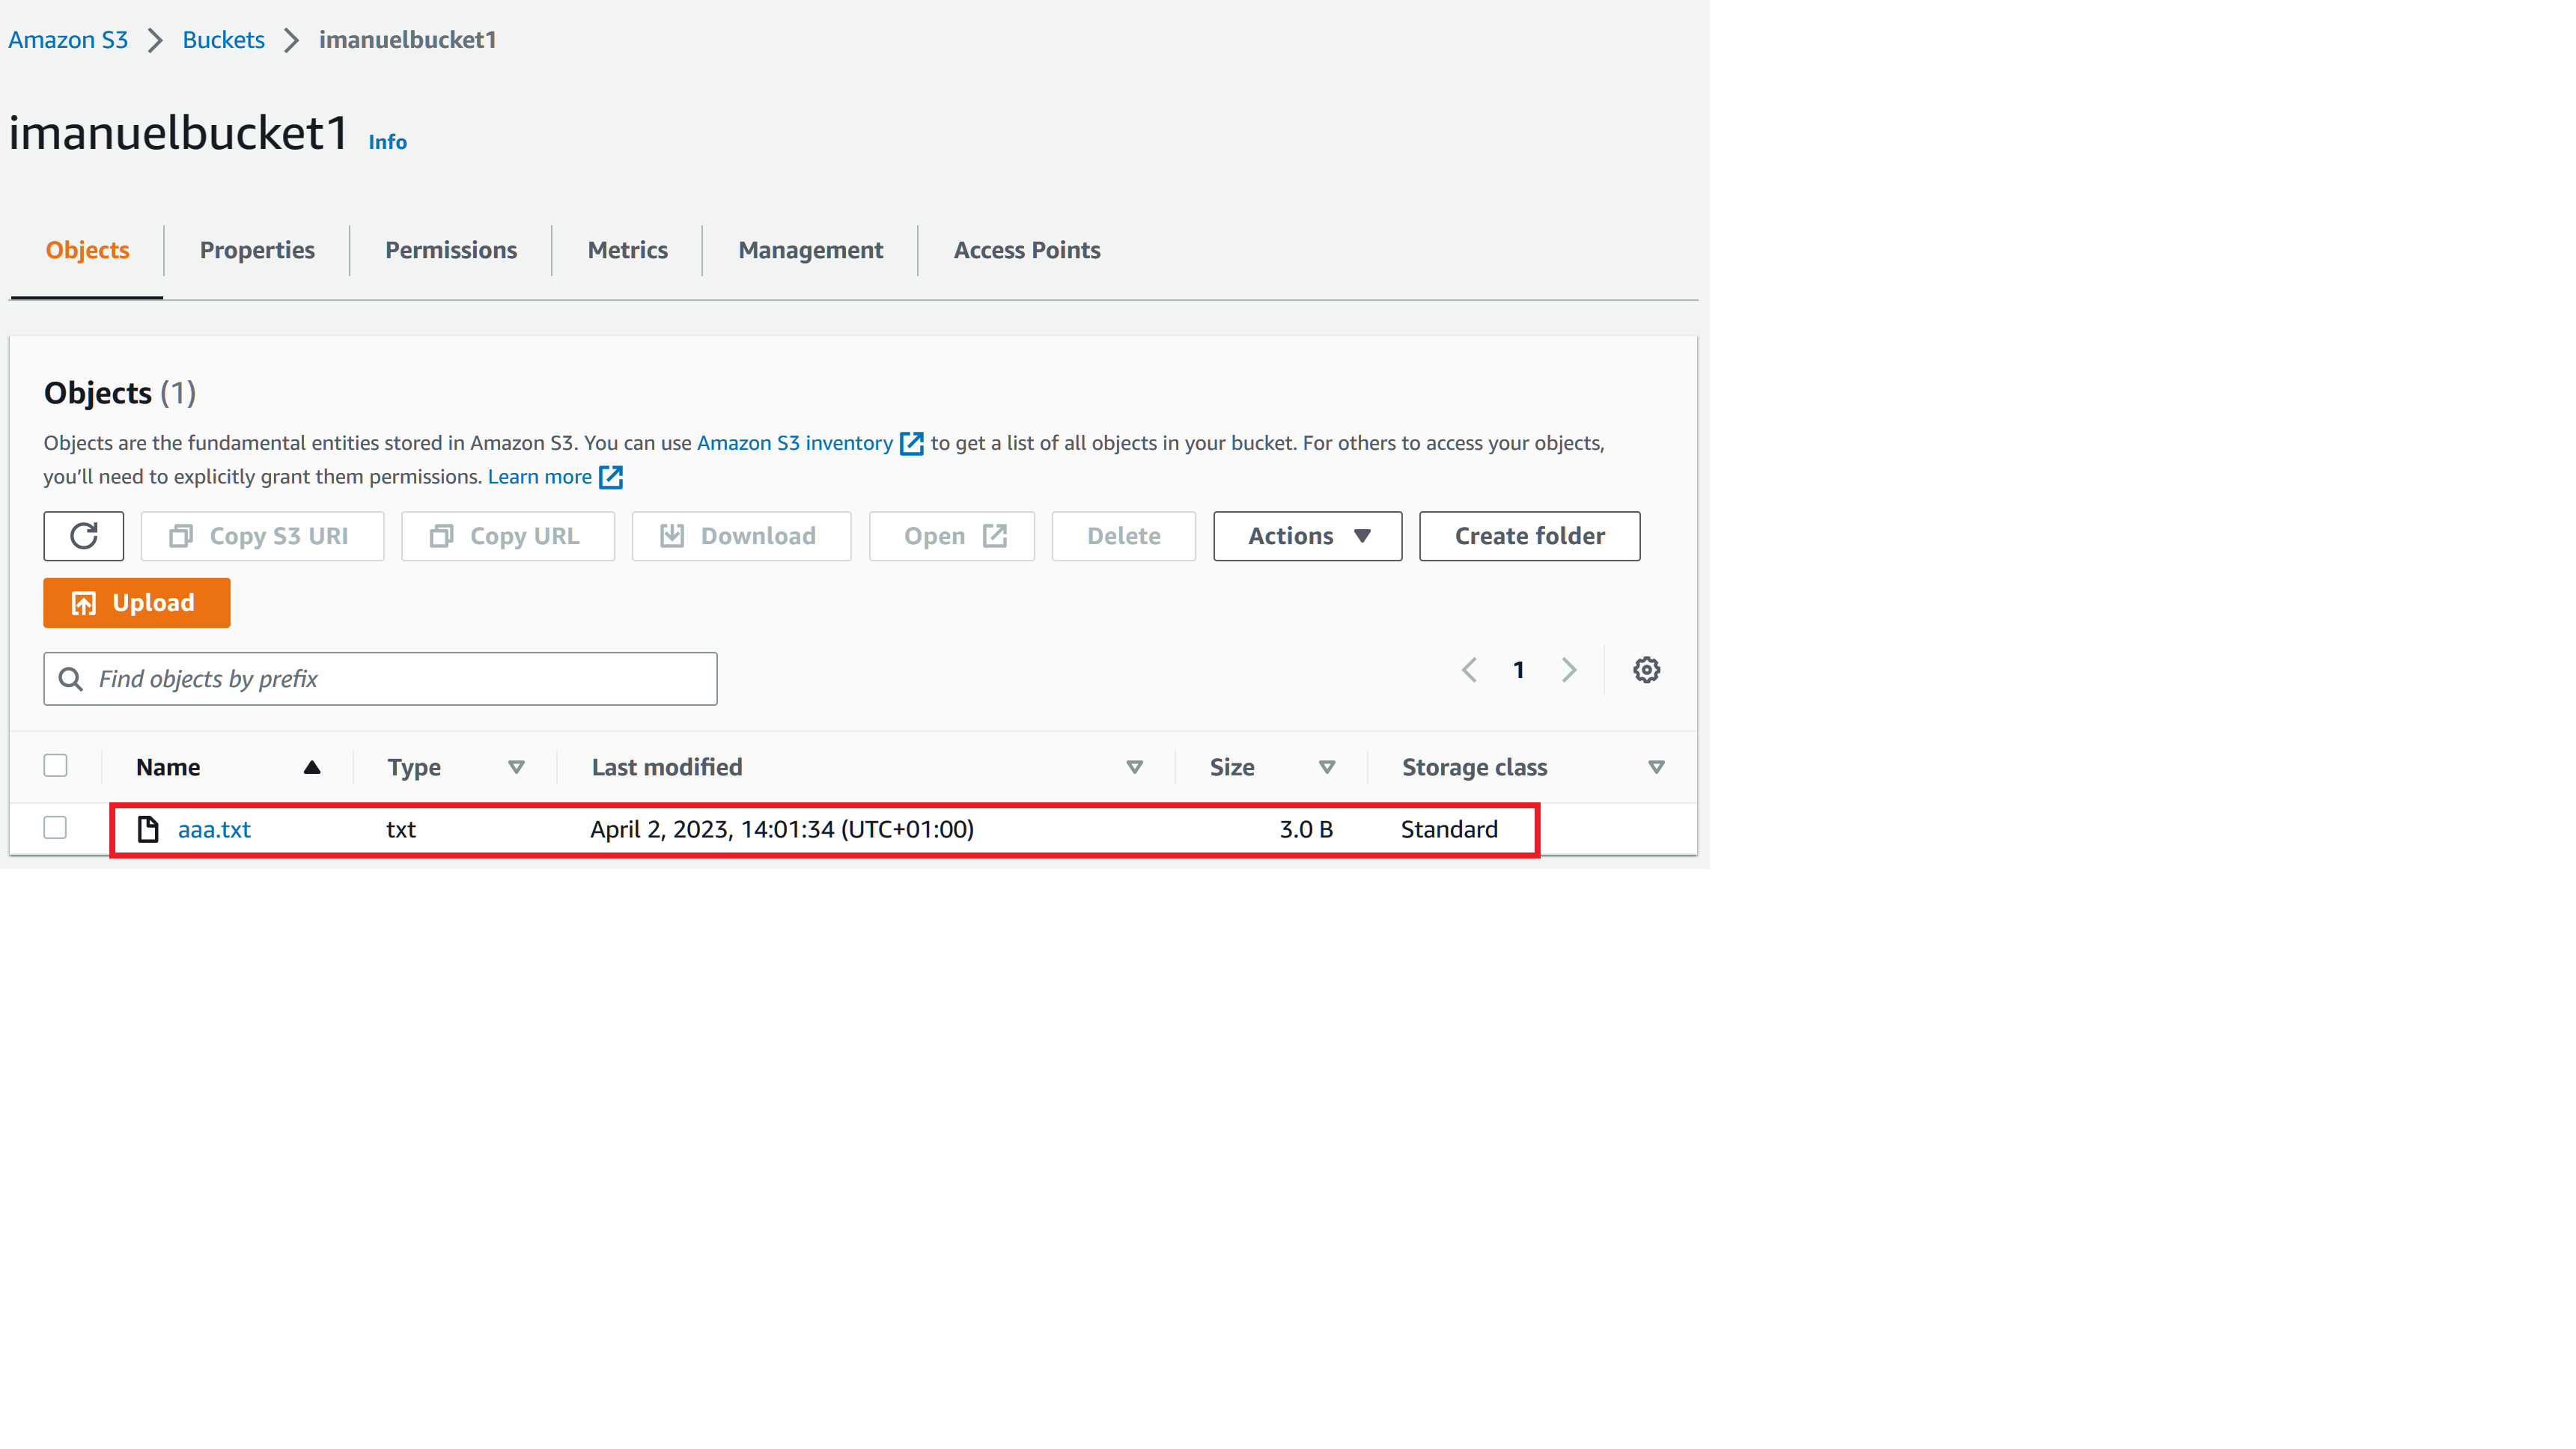 Amazon S3 Buckets imanuelbucket1
imanuelbucket1 Info
Objects Properties Permissions Metrics Management Access Points
Objects (1)
Objects are the fundamental entities stored in Amazon S3. You can use Amazon S3 inventory to get a list of all objects in your bucket. For others to access your objects,
you’ll need to explicitly grant them permissions. Learn more
Copy S3 URI Copy URL Download Open Delete Actions Create folder
Upload
Find objects by prefix 1
Name Type Last modified Size Storage class
aaa.txt txt April 2, 2023, 14:01:34 (UTC+01:00) 3.0 B Standard